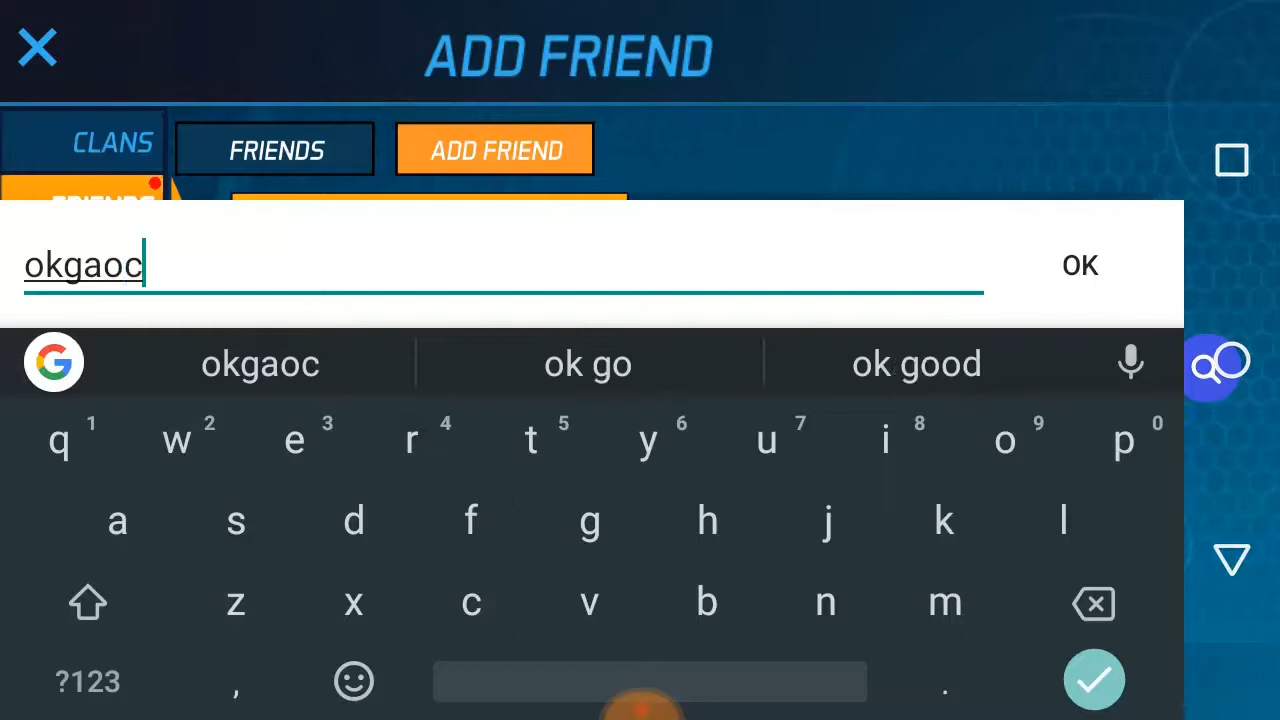 ADD FRIEND
CLANS
FRIENDS
ADD FRIEND
FRIENDS
okgaoc
OK
okgaoc
ok go
ok good
q 1 w 2 e 3 r 4 t 5 y 6 u 7 i 8 o 9 p 0
a s d f g h j k l
z x c v b n m
?123 , .